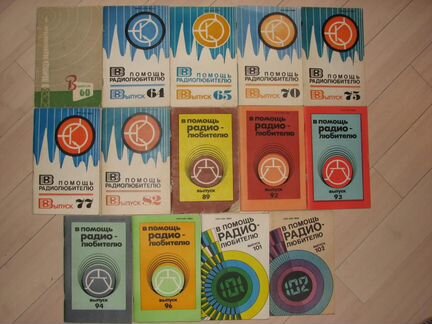 В ПОМОЩЬ
РАДИОЛЮБИТЕЛЮ
ВЫПУСК 64
В ПОМОЩЬ
РАДИОЛЮБИТЕЛЮ
ВЫПУСК 65
В ПОМОЩЬ
РАДИОЛЮБИТЕЛЮ
ВЫПУСК 70
В ПОМОЩЬ
РАДИОЛЮБИТЕЛЮ
ВЫПУСК 75
В ПОМОЩЬ
РАДИОЛЮБИТЕЛЮ
ВЫПУСК 77
В ПОМОЩЬ
РАДИОЛЮБИТЕЛЮ
ВЫПУСК 82
в помощь
радио-
любителю
выпуск
89
в помощь
радио-
любителю
выпуск
92
в помощь
радио-
любителю
выпуск
93
в помощь
радио-
любителю
выпуск
94
в помощь
радио-
любителю
выпуск
96
В ПОМОЩЬ
РАДИО-
ЛЮБИТЕЛЮ
ВЫПУСК
101
101
В ПОМОЩЬ
РАДИО-
ЛЮБИТЕЛЮ
ВЫПУСК
102
102